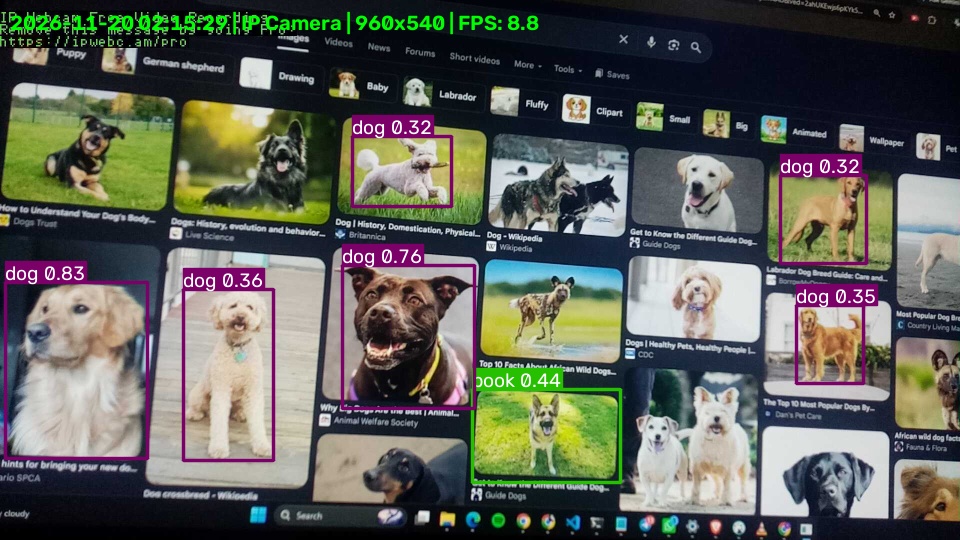 2026-11-20 02:15:29 | IP Camera | 960x540 | FPS: 8.8
Remove this message us
https://ipwebc.am/pro
Images
Videos
News
Forums
Short videos
More
Tools
Saves
Puppy
German shepherd
Drawing
Baby
Labrador
Fluffy
Clipart
Small
Big
Animated
Wallpaper
Pet
dog 0.32
dog 0.32
How to Understand Your Dog's Body...
Dogs Trust
Dogs: History, evolution and behavior...
Live Science
Dog | History, Domestication, Physical...
Britannica
Dog - Wikipedia
Wikipedia
Get to Know the Different Guide Dog...
Guide Dogs
Labrador Dog Breed Guide: Care and...
Most Popular Dog Bre
Country Living Ma
dog 0.83
dog 0.36
dog 0.76
dog 0.35
hints for bringing your new do...
ario SPCA
Dog crossbreed - Wikipedia
Why Big Dogs Are the Best | Animal...
Animal Welfare Society
Top 10 Facts About African Wild Dogs...
book 0.44
Get to Know the Different Guide Dog...
Guide Dogs
Dogs | Healthy Pets, Healthy People |...
CDC
The Top 10 Most Popular Dogs By...
Dan's Pet Care
African wild dog facts
Fauna & Flora
cloudy
Search